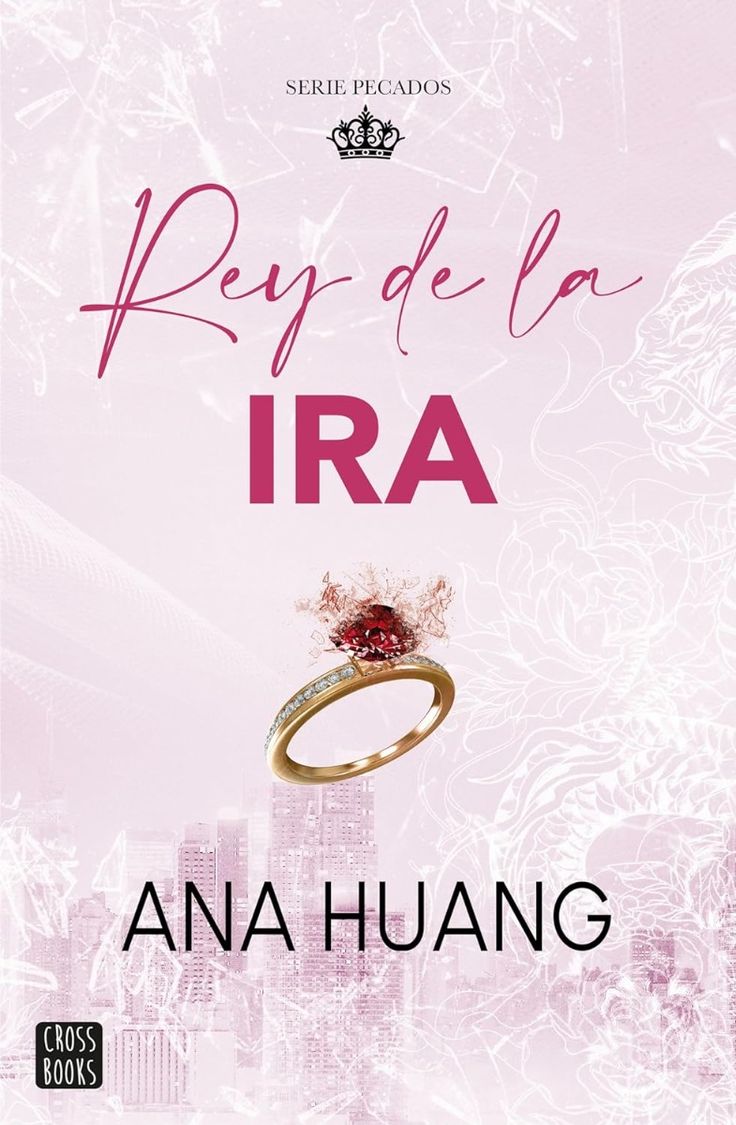 SERIE PECADOS
Rey de la
IRA
ANA HUANG
CROSS
BOOKS